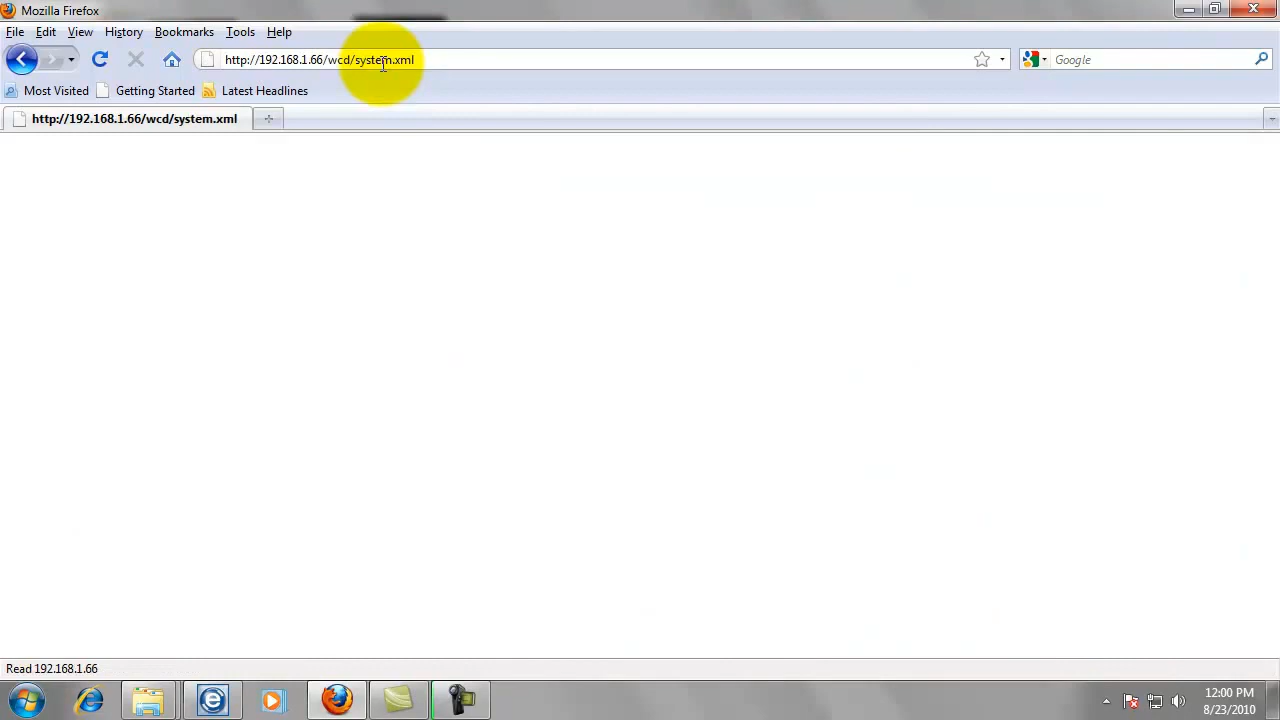 Mozilla Firefox
File Edit View History Bookmarks Tools Help
http://192.168.1.66/wcd/system.xml
Google
Most Visited Getting Started Latest Headlines
http://192.168.1.66/wcd/system.xml
Read 192.168.1.66
12:00 PM
8/23/2010